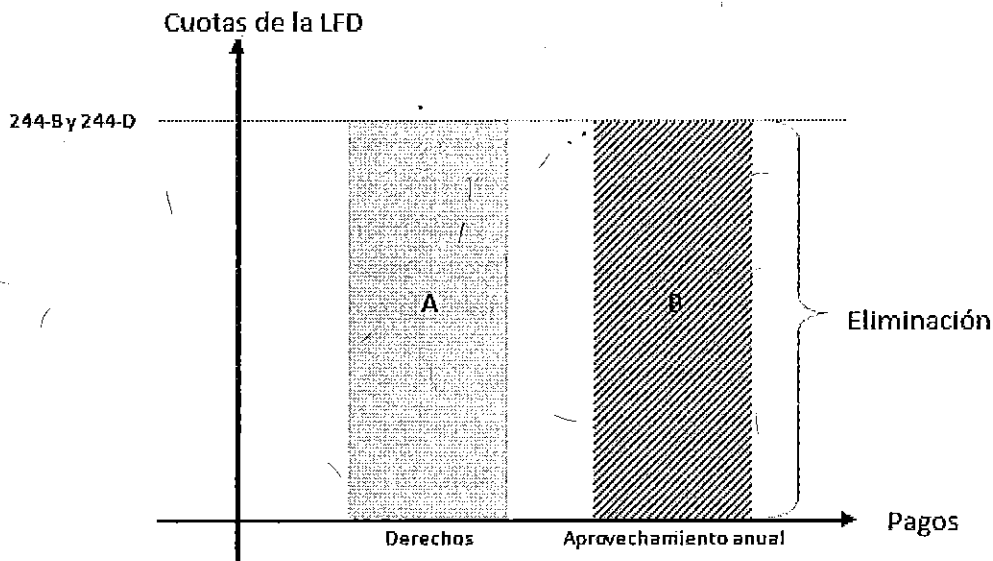 Cuotas de la LFD
244-B y 244-D
A
B
Eliminación
Pagos
Derechos
Aprovechamiento anual